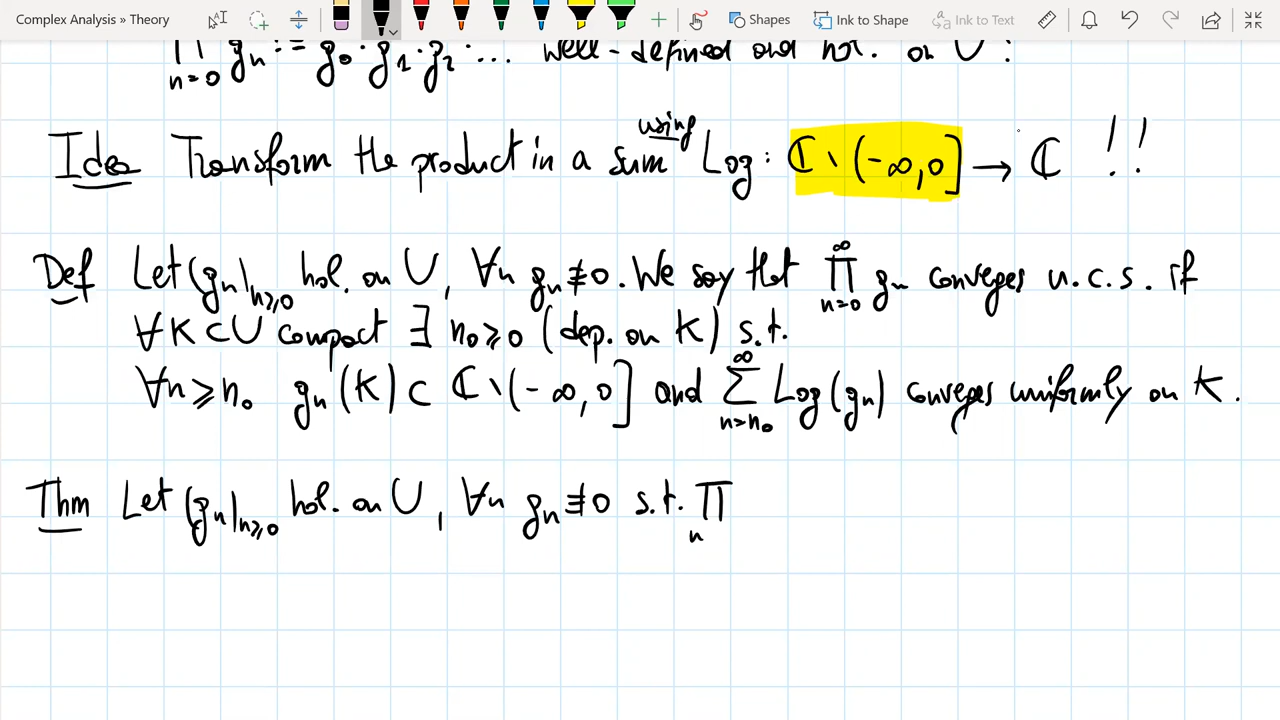 Complex Analysis » Theory
Shapes
Ink to Shape
Ink to Text
∏ n=0 gn := g0 · g1 · g2 · ... well-defined and hol. on U ?
Idea Transform the product in a sum using Log : ℂ \ (-∞,0] → ℂ !!
Def Let (gn)n≥0 hol. on U, ∀n gn ≢ 0. We say that ∞ ∏ n=0 gn conveges u.c.s. if
∀K⊂U compact ∃ n0≥0 (dep. on K) s.t.
∀n≥n0 gn(K) ⊂ ℂ \ (-∞,0] and ∞ ∑ n≥n0 Log(gn) conveges uniformly on K.
Thm Let (gn)n≥0 hol. on U, ∀n gn ≢ 0 s.t. ∏ n